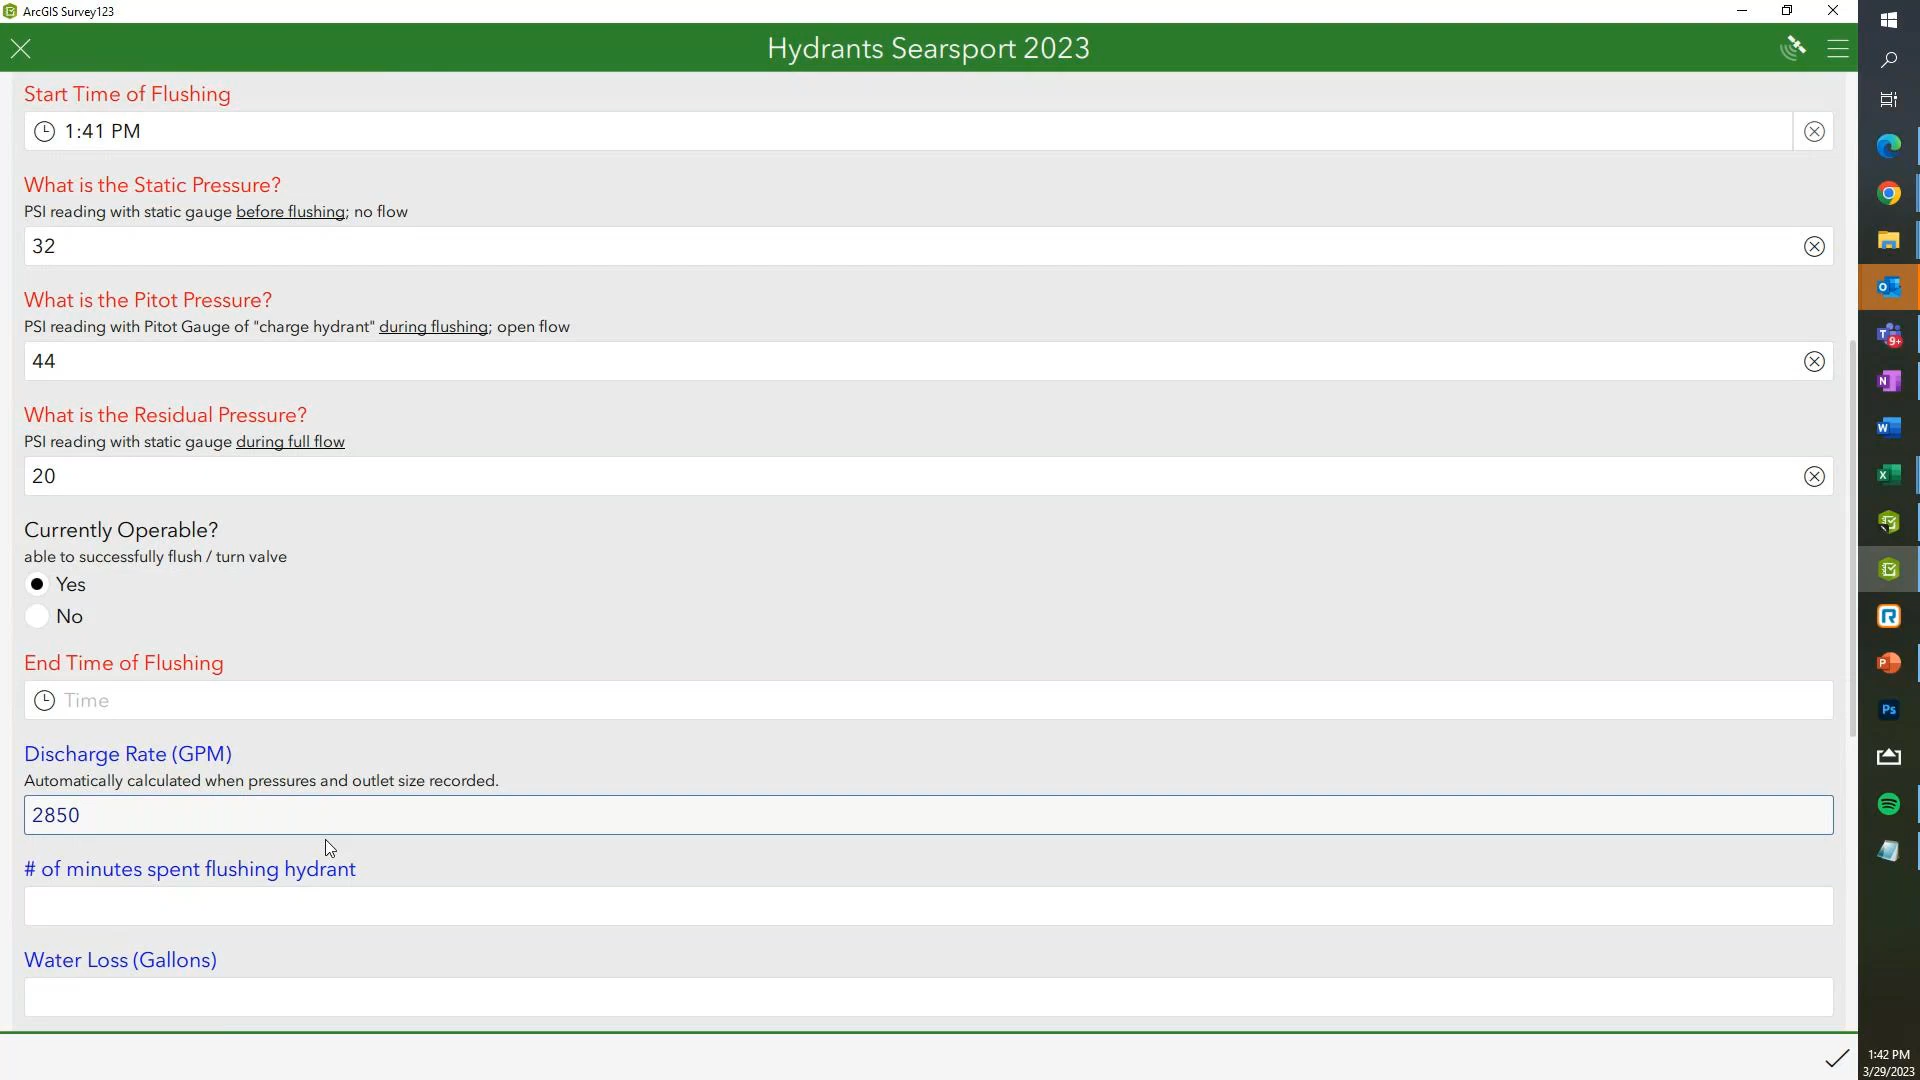 ArcGIS Survey123
Hydrants Searsport 2023
Start Time of Flushing
1:41 PM
What is the Static Pressure?
PSI reading with static gauge before flushing; no flow
32
What is the Pitot Pressure?
PSI reading with Pitot Gauge of "charge hydrant" during flushing; open flow
44
What is the Residual Pressure?
PSI reading with static gauge during full flow
20
Currently Operable?
able to successfully flush / turn valve
Yes
No
End Time of Flushing
Time
Discharge Rate (GPM)
Automatically calculated when pressures and outlet size recorded.
2850
# of minutes spent flushing hydrant
Water Loss (Gallons)
9+
Ps
1:42 PM
3/29/2023